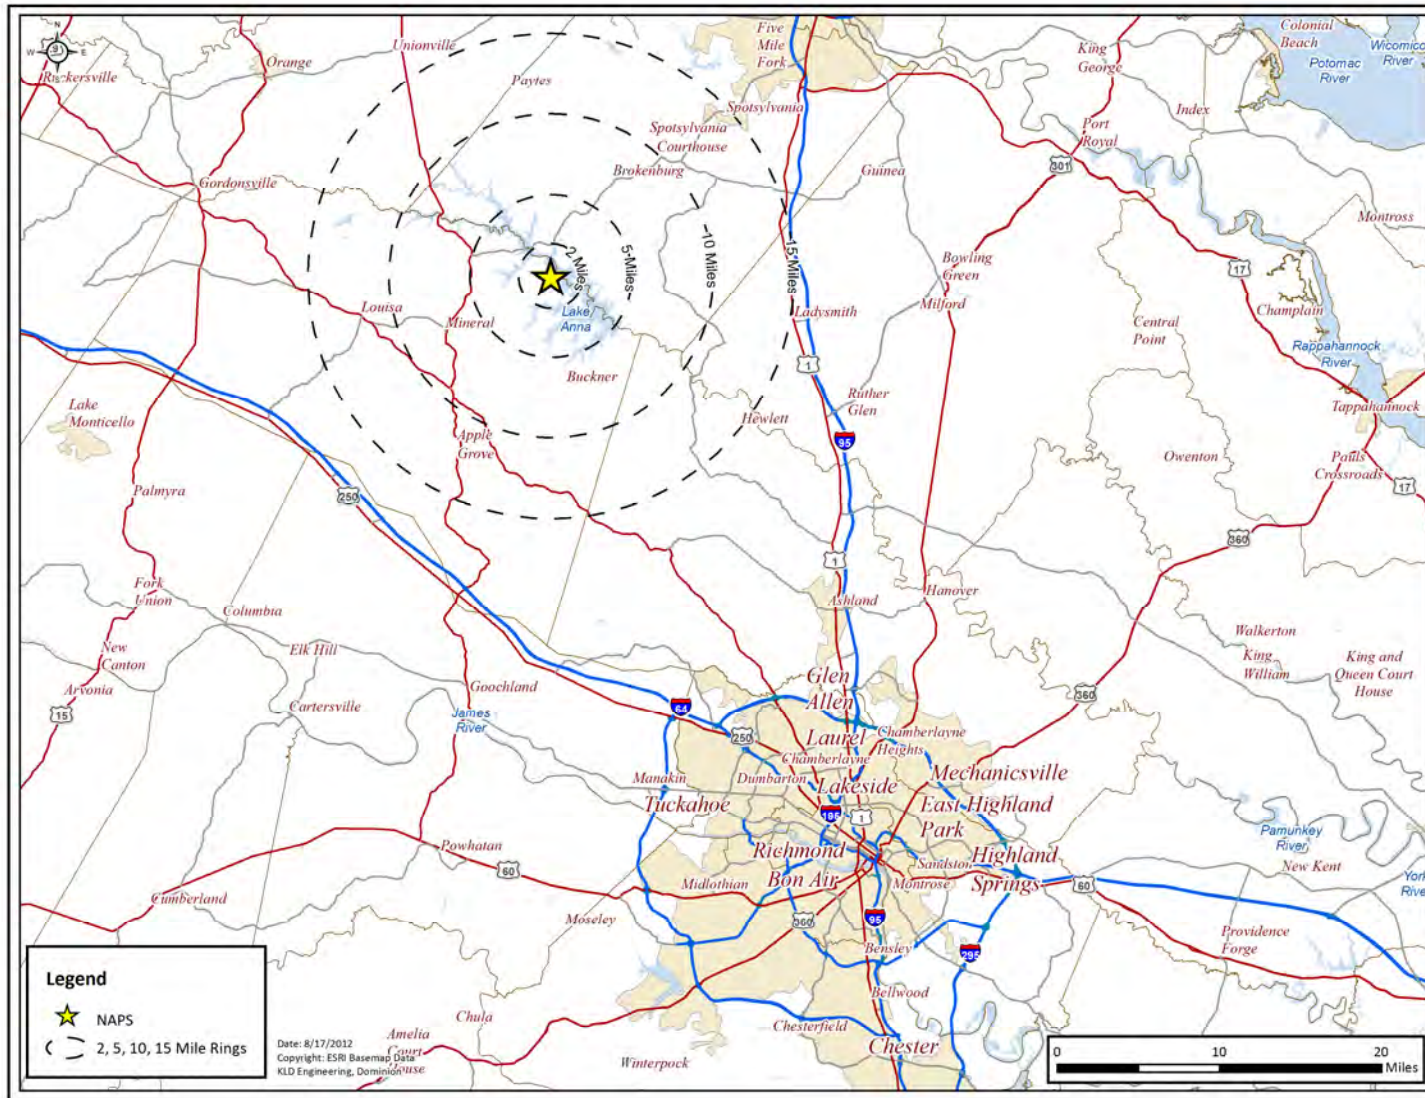 N
W
9
E
Ruckersville
Orange
Unionville
Paytes
Five
Mile
Fork
Spotsylvania
Spotsylvania
Courthouse
Brokenburg
Guinea
King
George
Colonial
Beach
Potomac
River
Wicomico
River
Index
Port
Royal
301
Montross
Gordonsville
2 Miles
5 Miles
10 Miles
15 Miles
Lake
Anna
Louisa
Mineral
Buckner
Ladysmith
Bowling
Green
Milford
17
Champlain
Central
Point
Rappahannock
River
Tappahannock
1
Ruther
Glen
Hewlett
95
Lake
Monticello
Apple
Grove
Owenton
Pauls
Crossroads
17
Palmyra
250
360
1
Fork
Union
Columbia
Ashland
Hanover
New
Canton
Elk Hill
Walkerton
King
William
King and
Queen Court
House
Arvonia
15
Cartersville
Goochland
James
River
64
Glen
Allen
360
250
Laurel
Chamberlayne
Heights
Chamberlayne
Manakin
Dumbarton
Lakeside
Mechanicsville
Tuckahoe
195
1
East Highland
Park
Pamunkey
River
Powhatan
60
Richmond
Sandston
Highland
Springs
New Kent
York
River
Cumberland
Midlothian
Bon Air
Montrose
60
Moseley
360
95
Bensley
295
Providence
Forge
Bellwood
Chula
Chesterfield
Amelia
Court
House
Winterpock
Chester
Legend
NAPS
2, 5, 10, 15 Mile Rings
Date: 8/17/2012
Copyright: ESRI Basemap Data
KLD Engineering, Dominion
0
10
20
Miles